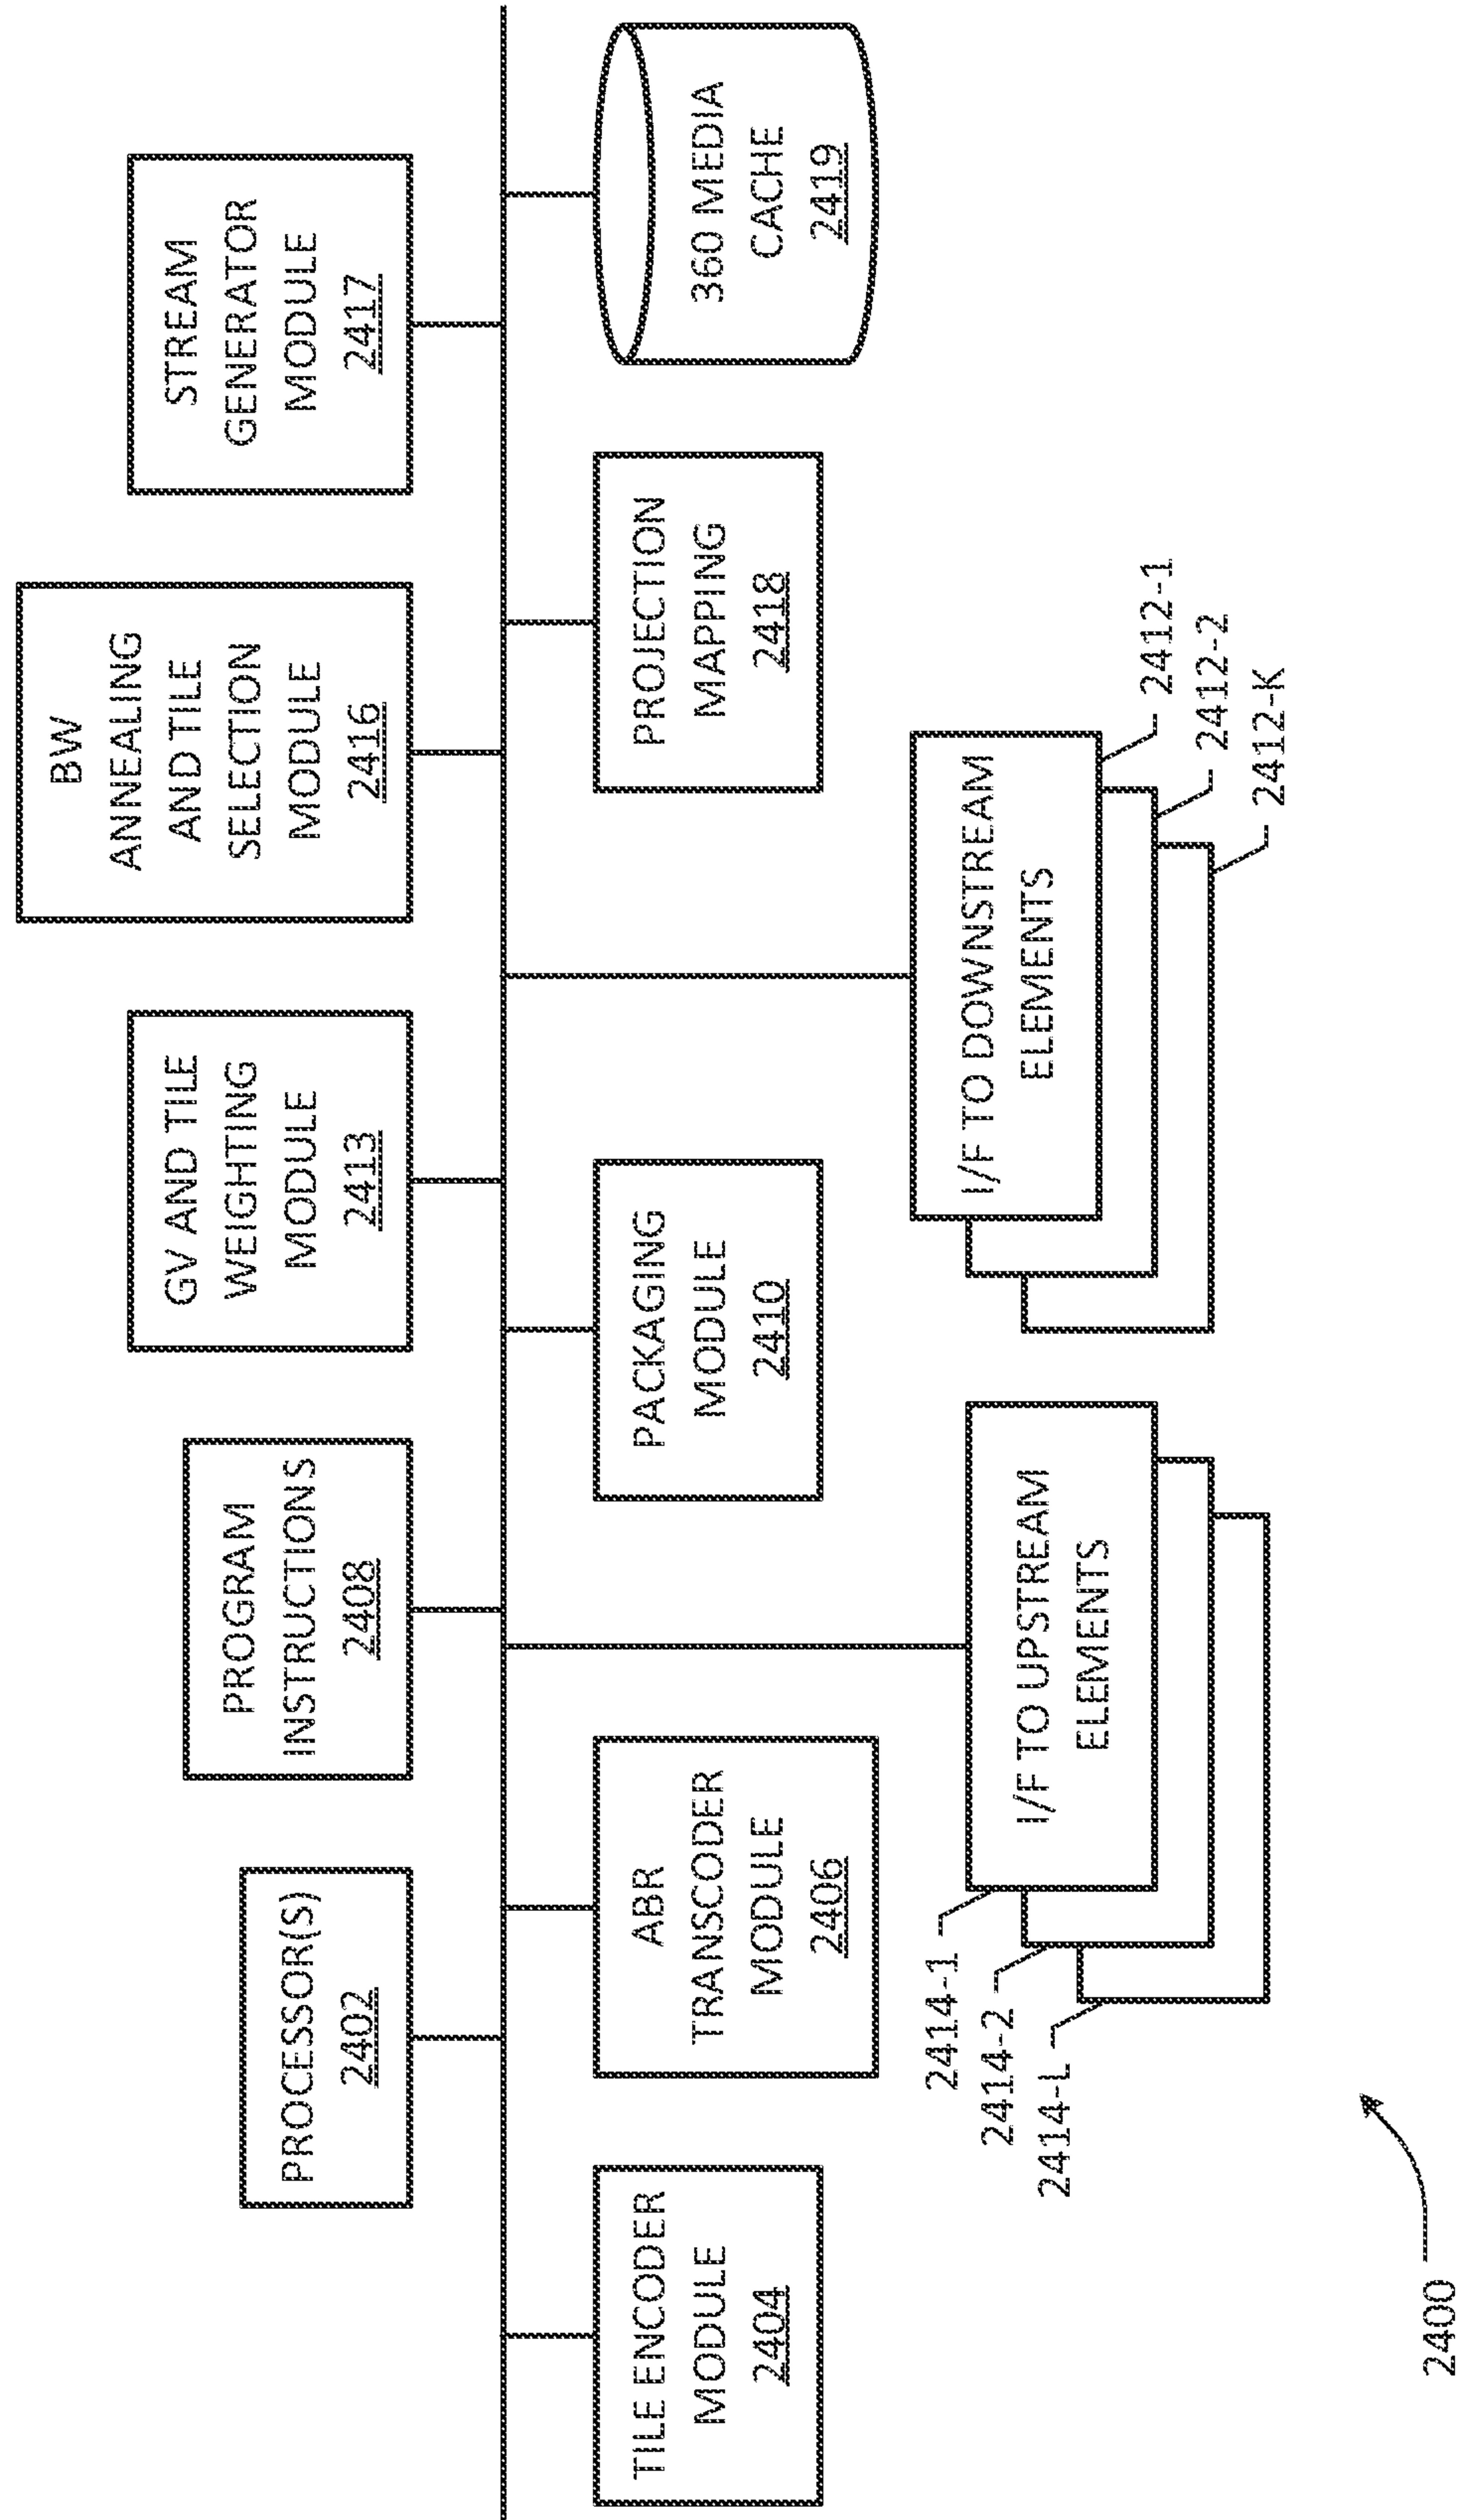 PROCESSOR(S)
2402
PROGRAM
INSTRUCTIONS
2408
GV AND TILE
WEIGHTING
MODULE
2413
BW
ANNEALING
AND TILE
SELECTION
MODULE
2416
STREAM
GENERATOR
MODULE
2417
TILE ENCODER
MODULE
2404
ABR
TRANSCODER
MODULE
2406
PACKAGING
MODULE
2410
PROJECTION
MAPPING
2418
360 MEDIA
CACHE
2419
2414-1
2414-2
2414-L
I/F TO UPSTREAM
ELEMENTS
I/F TO DOWNSTREAM
ELEMENTS
2412-1
2412-2
2412-K
2400